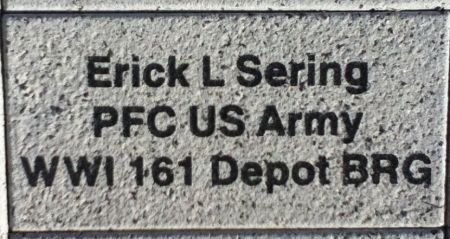 Erick L Sering
PFC US Army
WWI 161 Depot BRG